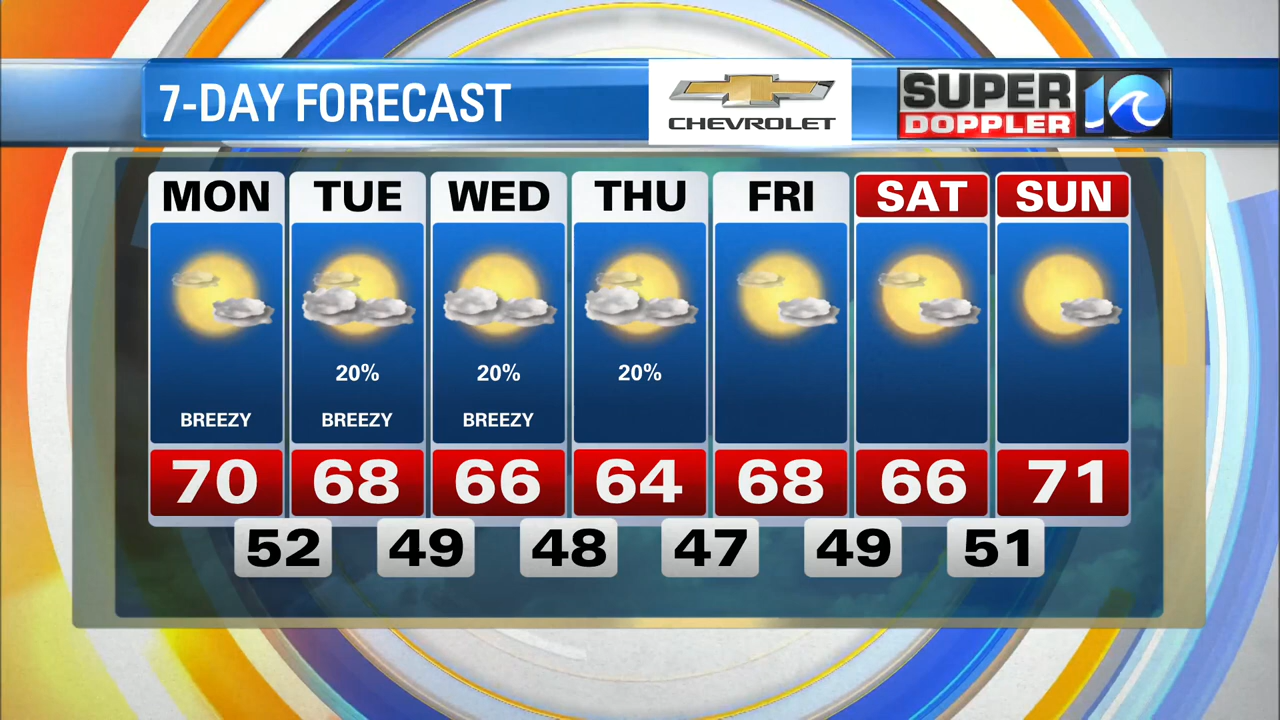 7-DAY FORECAST
CHEVROLET
SUPER
DOPPLER 10
MON TUE WED THU FRI SAT SUN
20% 20% 20%
BREEZY BREEZY BREEZY
70 68 66 64 68 66 71
52 49 48 47 49 51